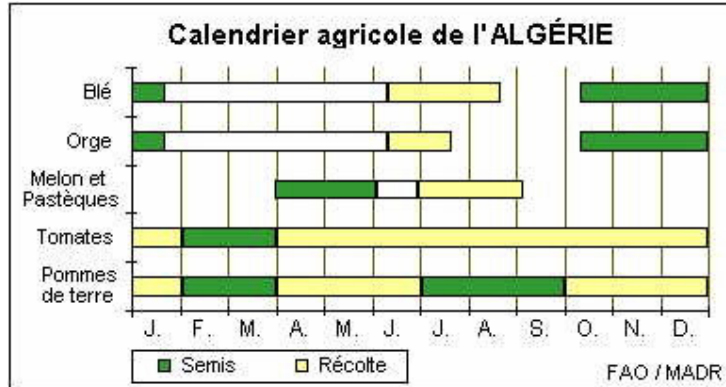 Calendrier agricole de l'ALGÉRIE
Blé
Orge
Melon et
Pastèques
Tomates
Pommes
de terre
J. F. M. A. M. J. J. A. S. O. N. D.
Semis Récolte
FAO / MADR